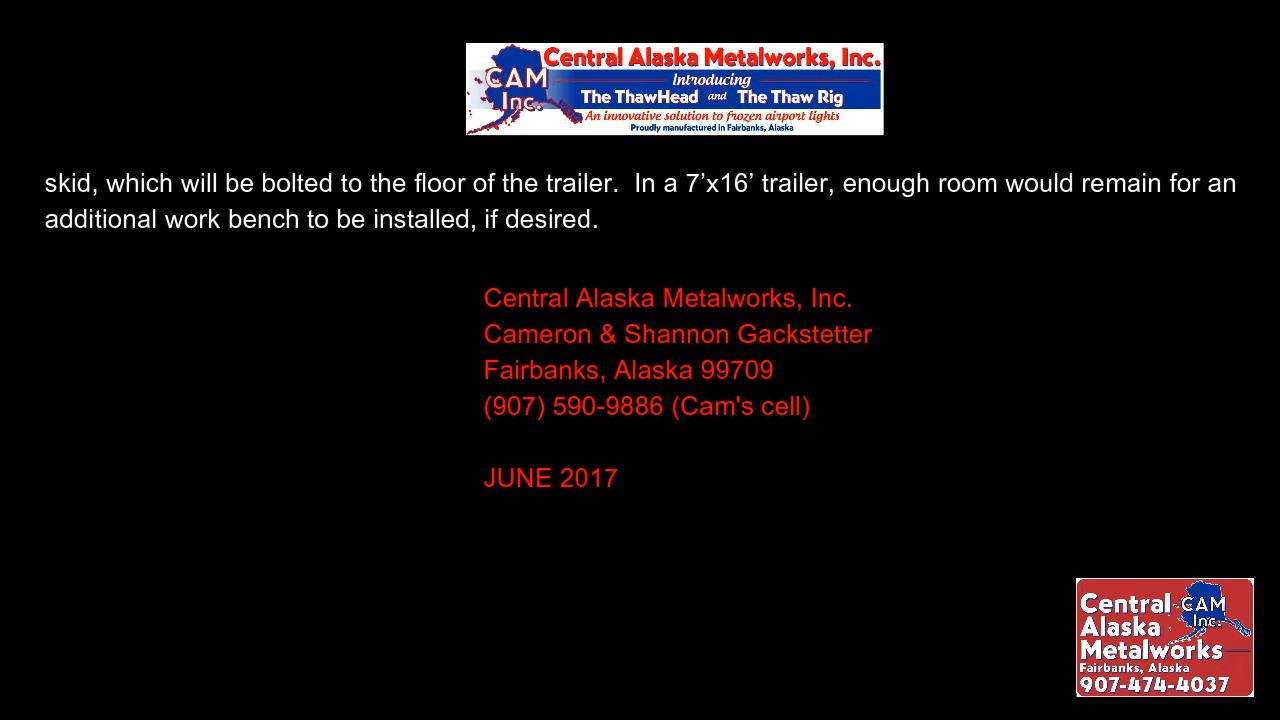 Central Alaska Metalworks, Inc.
CAM
Inc.
Introducing
The ThawHead and The Thaw Rig
An innovative solution to frozen airport lights
Proudly manufactured in Fairbanks, Alaska
skid, which will be bolted to the floor of the trailer.  In a 7’x16’ trailer, enough room would remain for an
additional work bench to be installed, if desired.
Central Alaska Metalworks, Inc.
Cameron & Shannon Gackstetter
Fairbanks, Alaska 99709
(907) 590-9886 (Cam's cell)
JUNE 2017
Central
Alaska
Metalworks
CAM
Inc.
Fairbanks, Alaska
907-474-4037